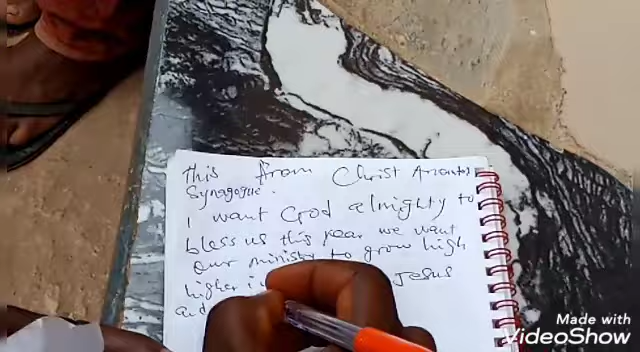 This from Christ
Synagogue.
I want God almighty to
bless us this year we want
our ministry to grow high
higher Jesus
and
Made with
VideoShow